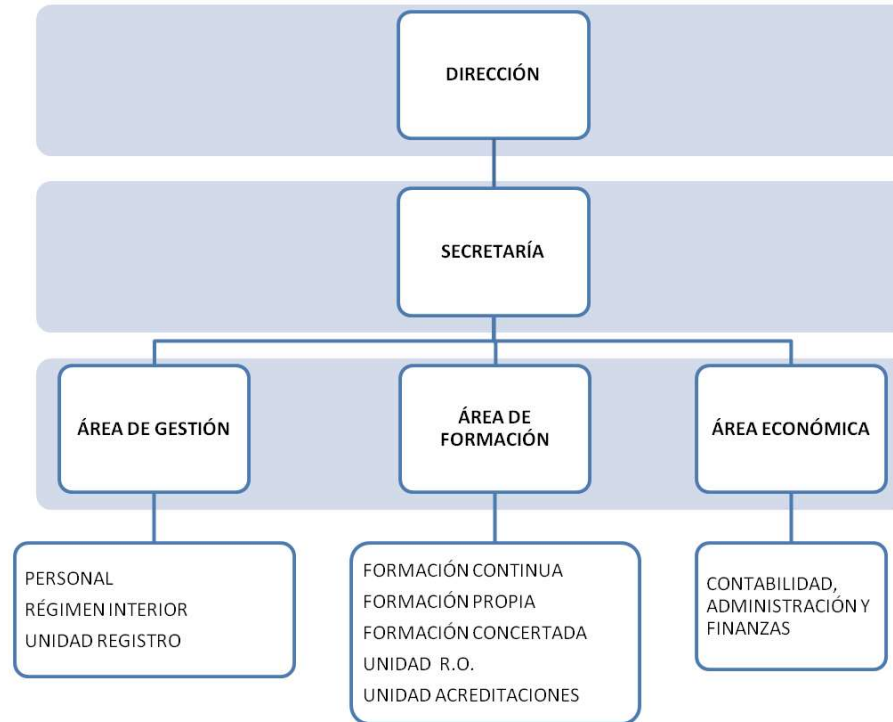 DIRECCIÓN
SECRETARÍA
ÁREA DE GESTIÓN
ÁREA DE
FORMACIÓN
ÁREA ECONÓMICA
PERSONAL
RÉGIMEN INTERIOR
UNIDAD REGISTRO
FORMACIÓN CONTINUA
FORMACIÓN PROPIA
FORMACIÓN CONCERTADA
UNIDAD R.O.
UNIDAD ACREDITACIONES
CONTABILIDAD,
ADMINISTRACIÓN Y
FINANZAS